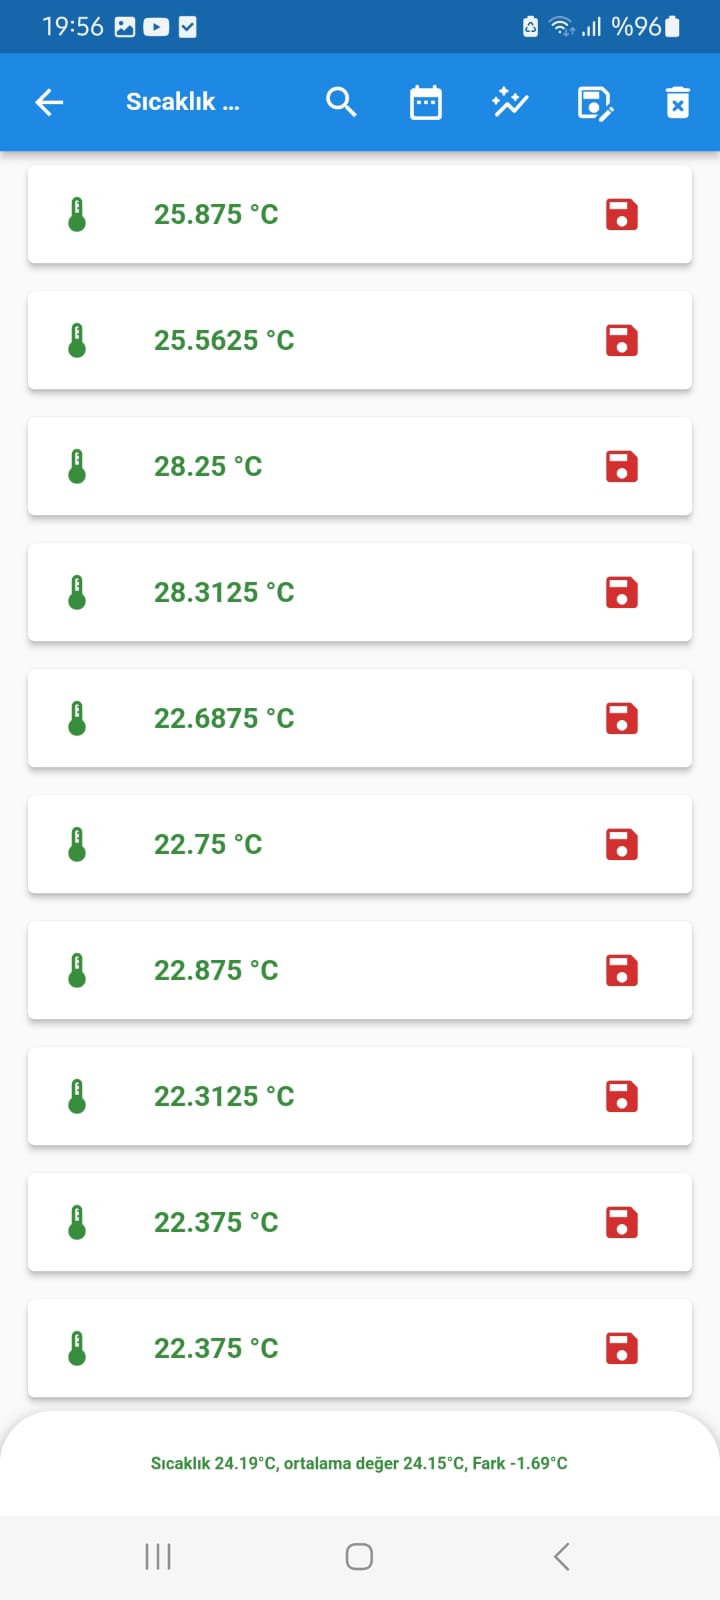 19:56 %96
Sıcaklık ...
25.875 °C
25.5625 °C
28.25 °C
28.3125 °C
22.6875 °C
22.75 °C
22.875 °C
22.3125 °C
22.375 °C
22.375 °C
Sıcaklık 24.19°C, ortalama değer 24.15°C, Fark -1.69°C